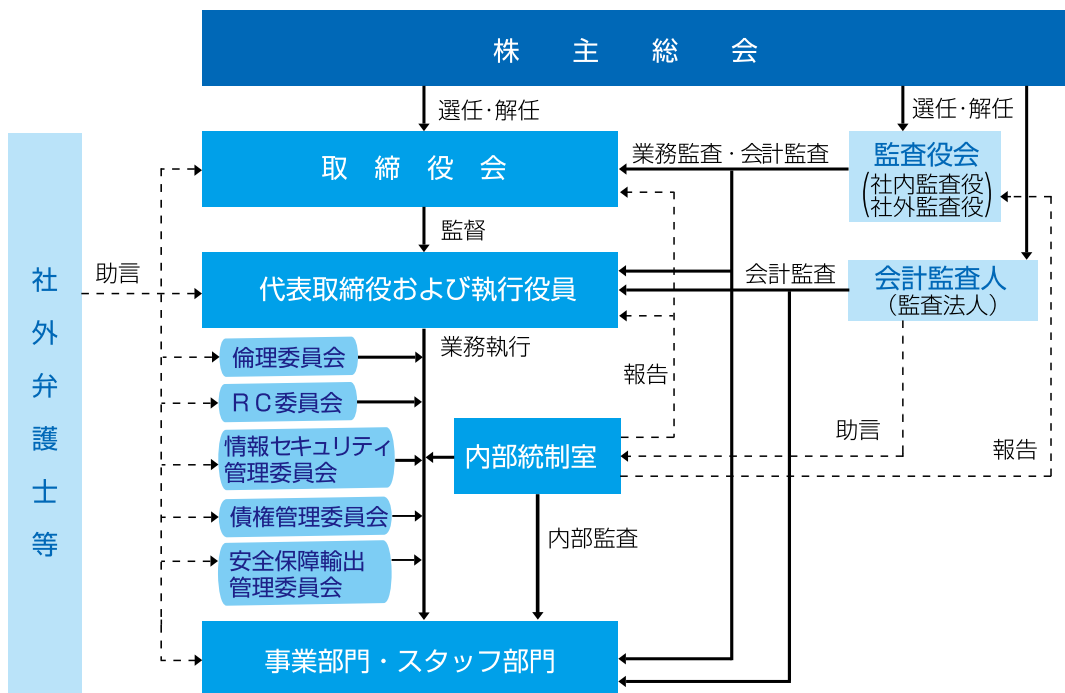 株主総会
選任・解任
選任・解任
取締役会
業務監査・会計監査
監査役会
(社内監査役
社外監査役)
監督
社外弁護士等
助言
代表取締役および執行役員
会計監査
会計監査人
(監査法人)
業務執行
倫理委員会
報告
RC委員会
助言
情報セキュリティ
管理委員会
内部統制室
報告
債権管理委員会
内部監査
安全保障輸出
管理委員会
事業部門・スタッフ部門